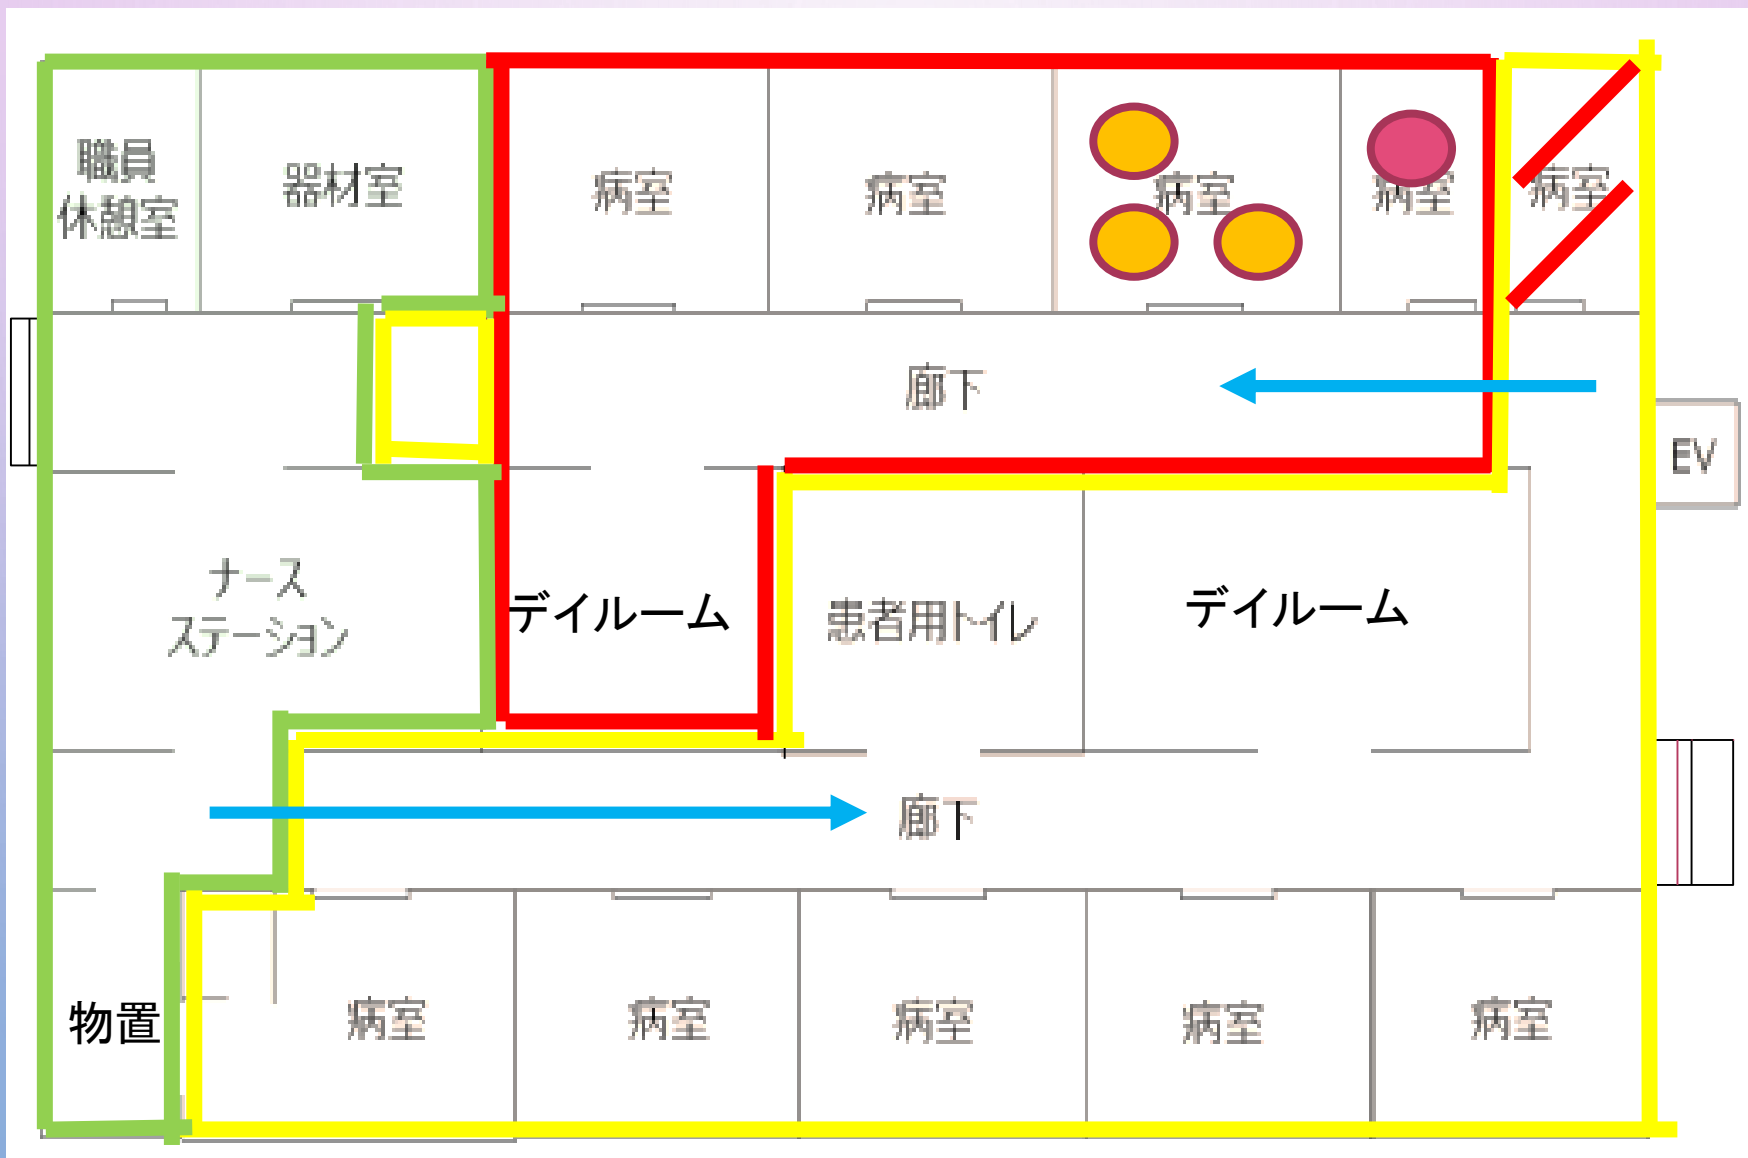 職員
休憩室
器材室
病室
病室
病室
病室
病室
廊下
EV
ナース
ステーション
デイルーム
患者用トイレ
デイルーム
廊下
物置
病室
病室
病室
病室
病室